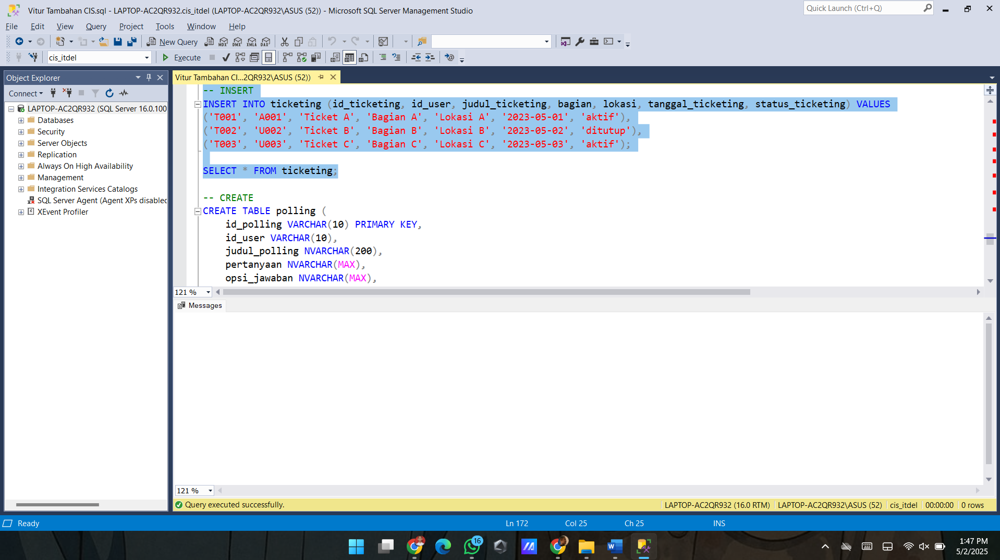 Vitur Tambahan CIS.sql - LAPTOP-AC2QR932.cis_itdel (LAPTOP-AC2QR932\ASUS (52)) - Microsoft SQL Server Management Studio
Quick Launch (Ctrl+Q)
File Edit View Query Project Tools Window Help
New Query MDX DMX XMLA DAX
cis_itdel Execute
Object Explorer
Connect
LAPTOP-AC2QR932 (SQL Server 16.0.100
Databases
Security
Server Objects
Replication
Always On High Availability
Management
Integration Services Catalogs
SQL Server Agent (Agent XPs disabled
XEvent Profiler
Vitur Tambahan CI...2QR932\ASUS (52))
-- INSERT
INSERT INTO ticketing (id_ticketing, id_user, judul_ticketing, bagian, lokasi, tanggal_ticketing, status_ticketing) VALUES
('T001', 'A001', 'Ticket A', 'Bagian A', 'Lokasi A', '2023-05-01', 'aktif'),
('T002', 'U002', 'Ticket B', 'Bagian B', 'Lokasi B', '2023-05-02', 'ditutup'),
('T003', 'U003', 'Ticket C', 'Bagian C', 'Lokasi C', '2023-05-03', 'aktif');
SELECT * FROM ticketing;
-- CREATE
CREATE TABLE polling (
id_polling VARCHAR(10) PRIMARY KEY,
id_user VARCHAR(10),
judul_polling NVARCHAR(200),
pertanyaan NVARCHAR(MAX),
opsi_jawaban NVARCHAR(MAX),
121 %
Messages
121 %
Query executed successfully.
LAPTOP-AC2QR932 (16.0 RTM) LAPTOP-AC2QR932\ASUS (52) cis_itdel 00:00:00 0 rows
Ready Ln 172 Col 25 Ch 25 INS
16
1:47 PM
5/2/2025